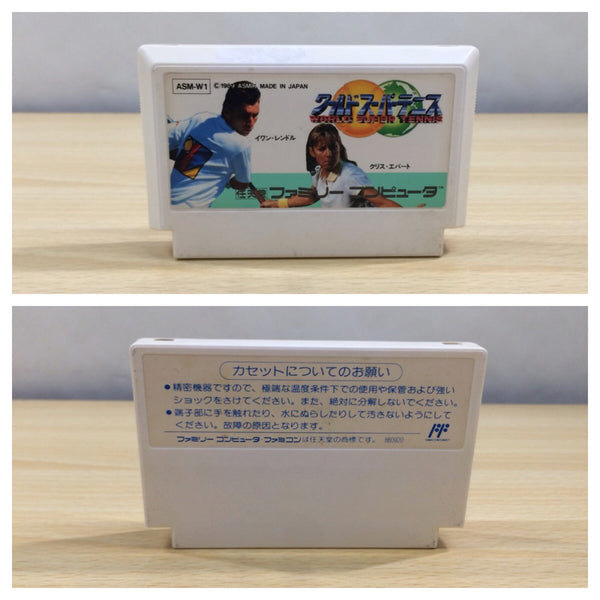 ASM-W1
© 1989 ASMIK MADE IN JAPAN
ワールドスーパーテニス
WORLD SUPER TENNIS
イワン・レンドル
クリス・エバート
任天堂 ファミリー コンピュータ™
カセットについてのお願い
●精密機器ですので、極端な温度条件下での使用や保管および強い
ショックをさけてください。また、絶対に分解しないでください。
●端子部に手を触れたり、水にぬらしたりして汚さないようにして
ください。故障の原因となります。
ファミリー コンピュータ・ファミコンは任天堂の商標です。